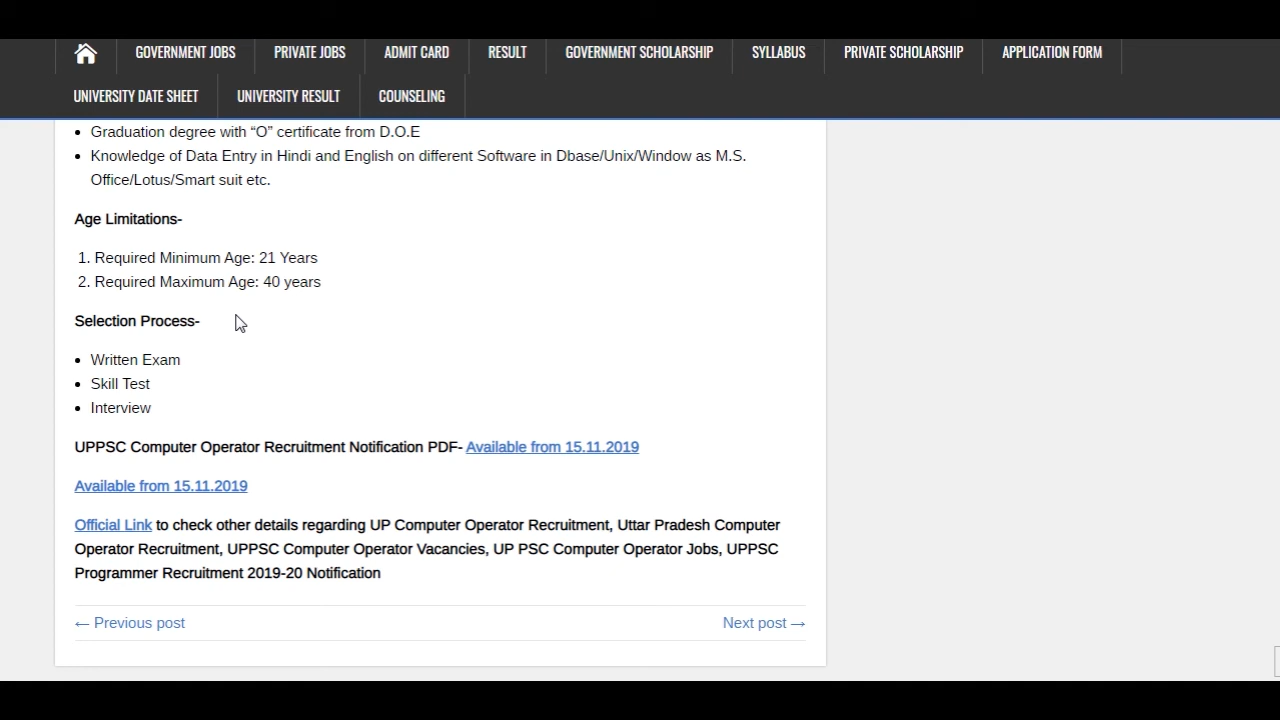 GOVERNMENT JOBS PRIVATE JOBS ADMIT CARD RESULT GOVERNMENT SCHOLARSHIP SYLLABUS PRIVATE SCHOLARSHIP APPLICATION FORM
UNIVERSITY DATE SHEET UNIVERSITY RESULT COUNSELING
• Graduation degree with “O” certificate from D.O.E
• Knowledge of Data Entry in Hindi and English on different Software in Dbase/Unix/Window as M.S.
Office/Lotus/Smart suit etc.
Age Limitations-
1. Required Minimum Age: 21 Years
2. Required Maximum Age: 40 years
Selection Process-
• Written Exam
• Skill Test
• Interview
UPPSC Computer Operator Recruitment Notification PDF- Available from 15.11.2019
Available from 15.11.2019
Official Link to check other details regarding UP Computer Operator Recruitment, Uttar Pradesh Computer
Operator Recruitment, UPPSC Computer Operator Vacancies, UP PSC Computer Operator Jobs, UPPSC
Programmer Recruitment 2019-20 Notification
← Previous post Next post →